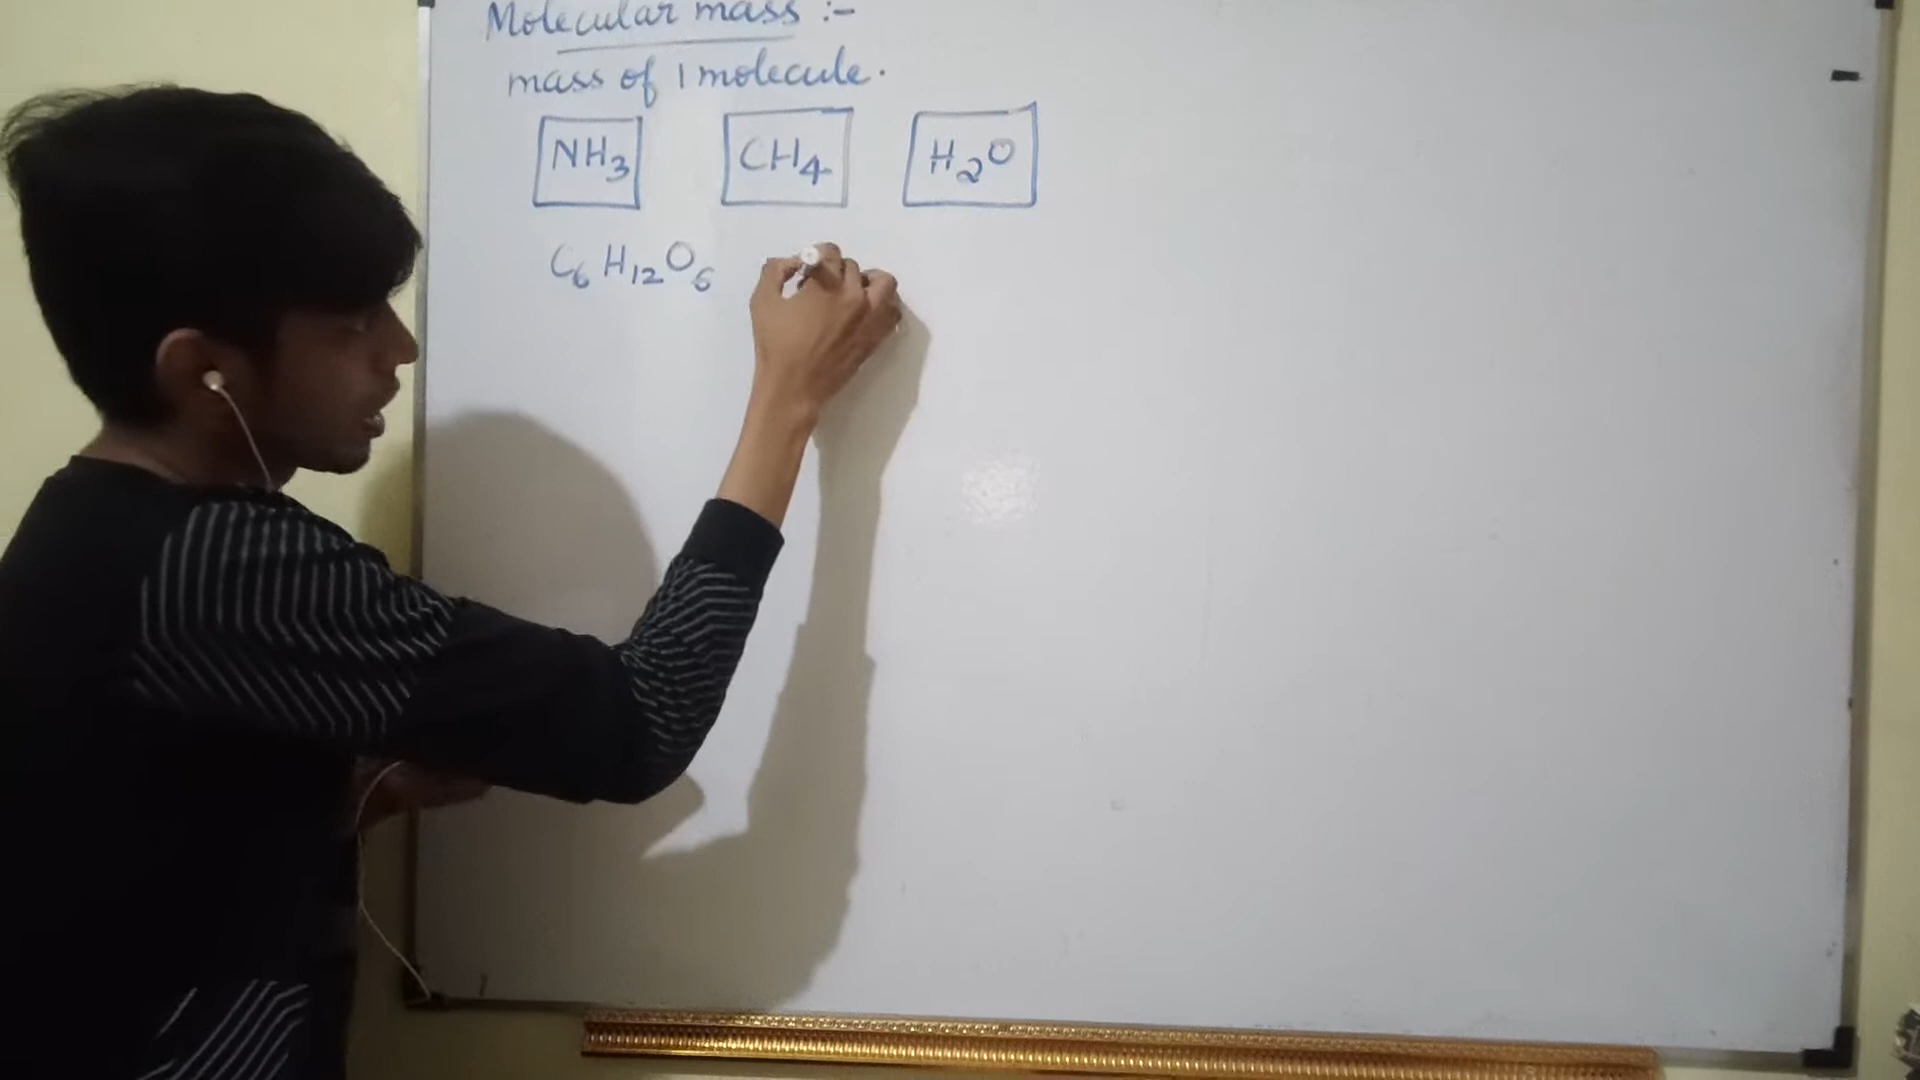 Molecular mass :-
mass of 1 molecule.
NH₃ CH₄ H₂O
C₆H₁₂O₆